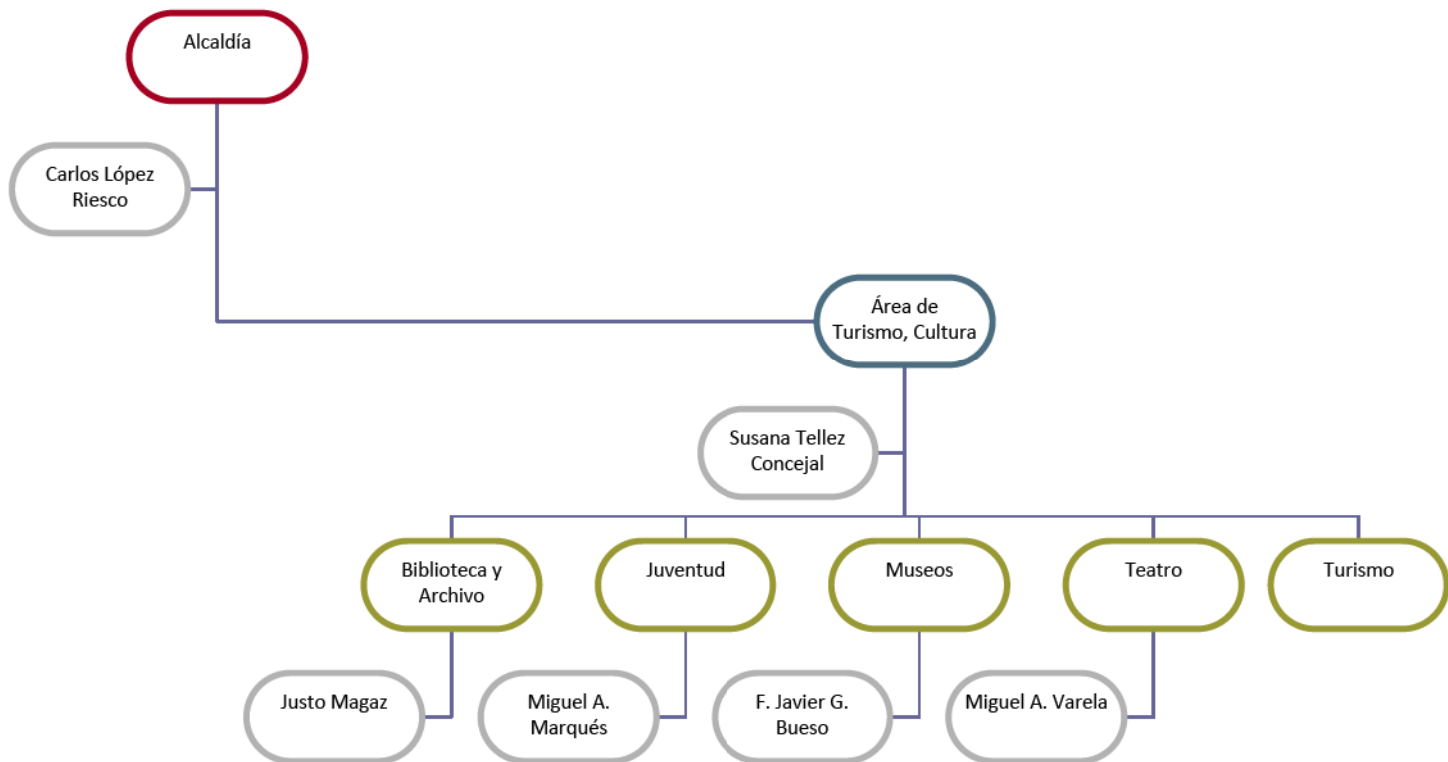 Alcaldía
Carlos López
Riesco
Área de
Turismo, Cultura
Susana Tellez
Concejal
Biblioteca y
Archivo
Juventud
Museos
Teatro
Turismo
Justo Magaz
Miguel A.
Marqués
F. Javier G.
Bueso
Miguel A. Varela